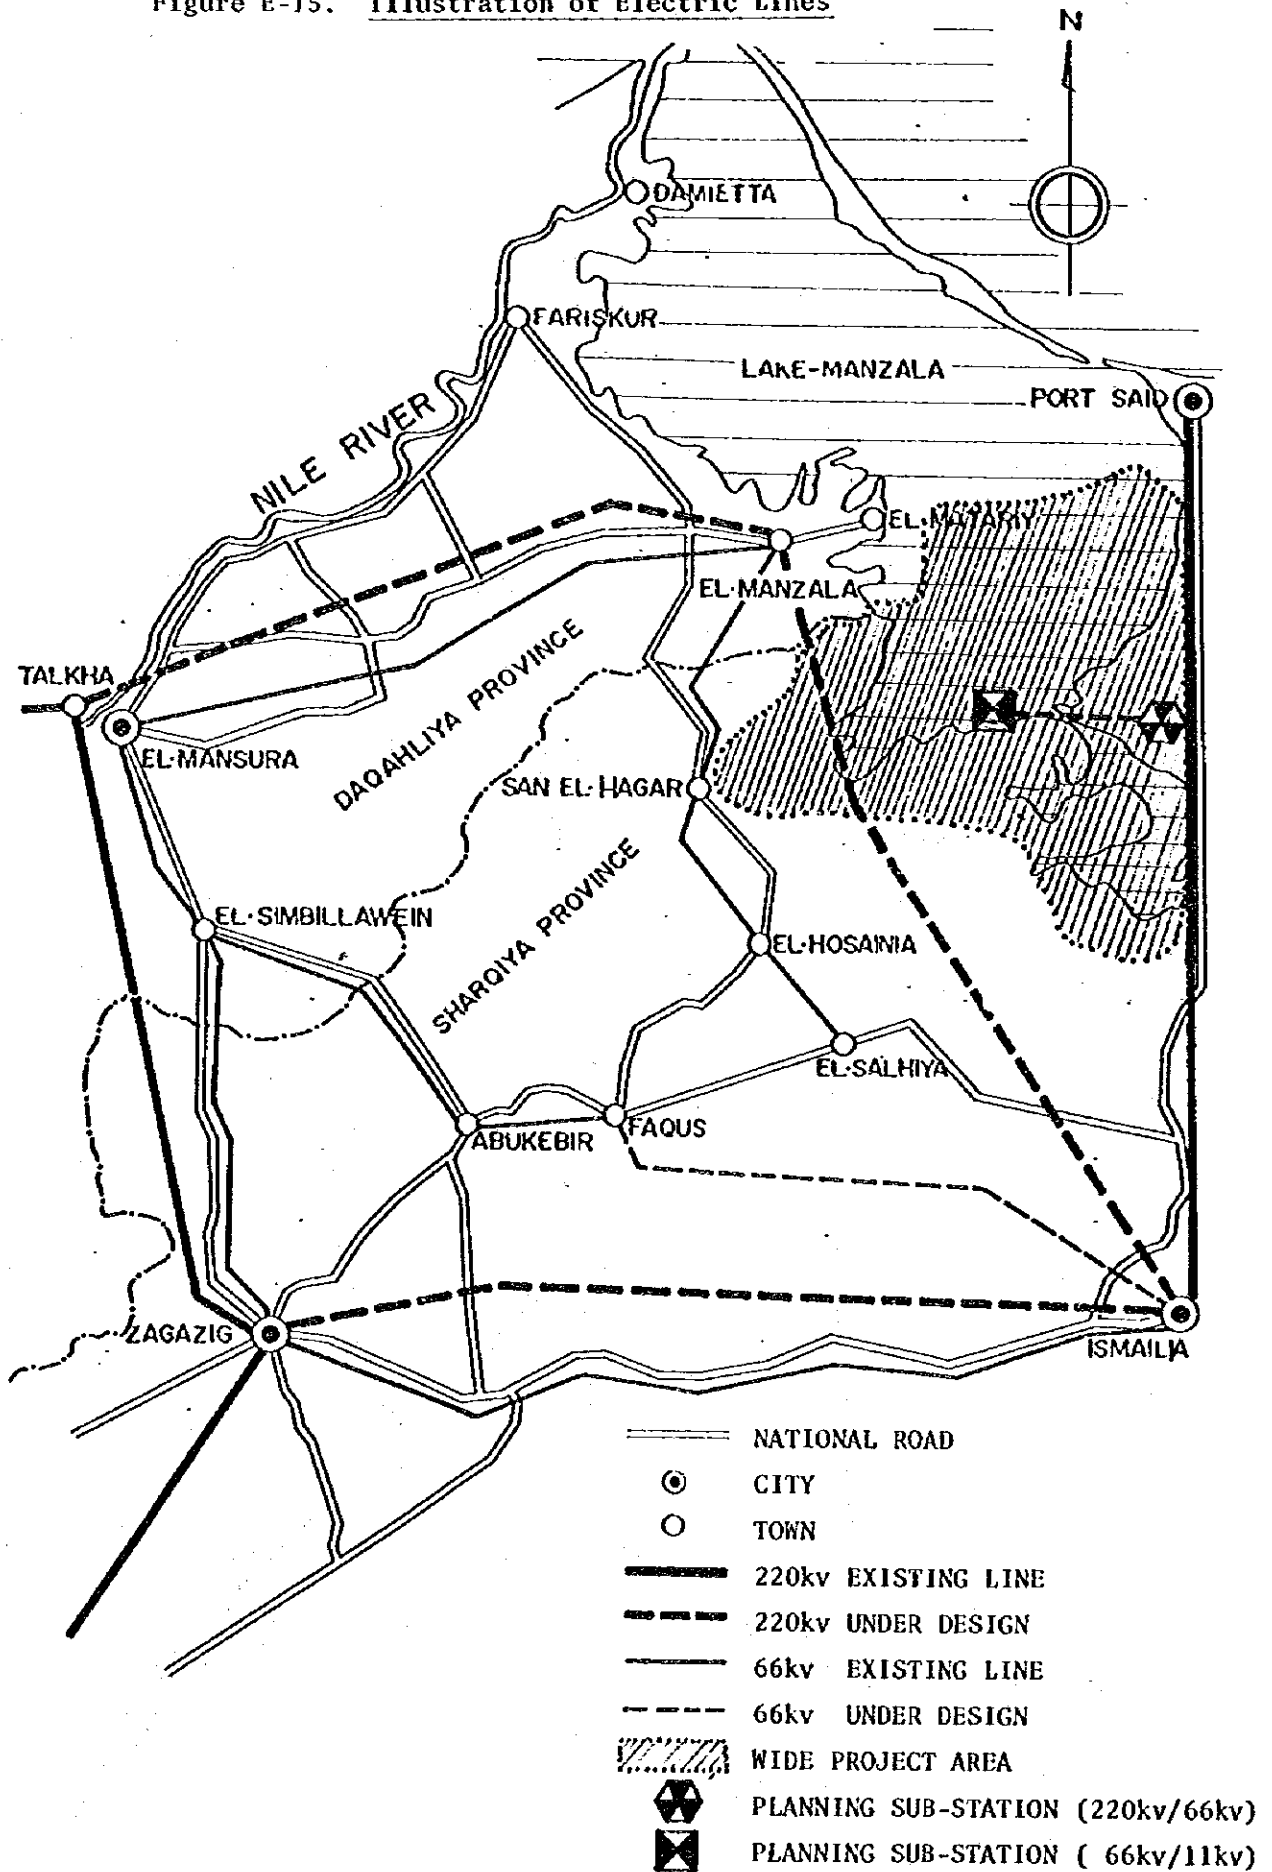 Figure E-15. Illustration of Electric Lines
N
DAMIETTA
FARISKUR
LAKE-MANZALA
PORT SAID
NILE RIVER
EL·MATARIY
EL·MANZALA
TALKHA
DAQAHLIYA PROVINCE
EL·MANSURA
SAN EL·HAGAR
SHARQIYA PROVINCE
EL·SIMBILLAWEIN
EL·HOSAINIA
EL·SALHIYA
ABUKEBIR
FAQUS
ZAGAZIG
ISMAILIA
NATIONAL ROAD
CITY
TOWN
220kv EXISTING LINE
220kv UNDER DESIGN
66kv EXISTING LINE
66kv UNDER DESIGN
WIDE PROJECT AREA
PLANNING SUB-STATION (220kv/66kv)
PLANNING SUB-STATION ( 66kv/11kv)